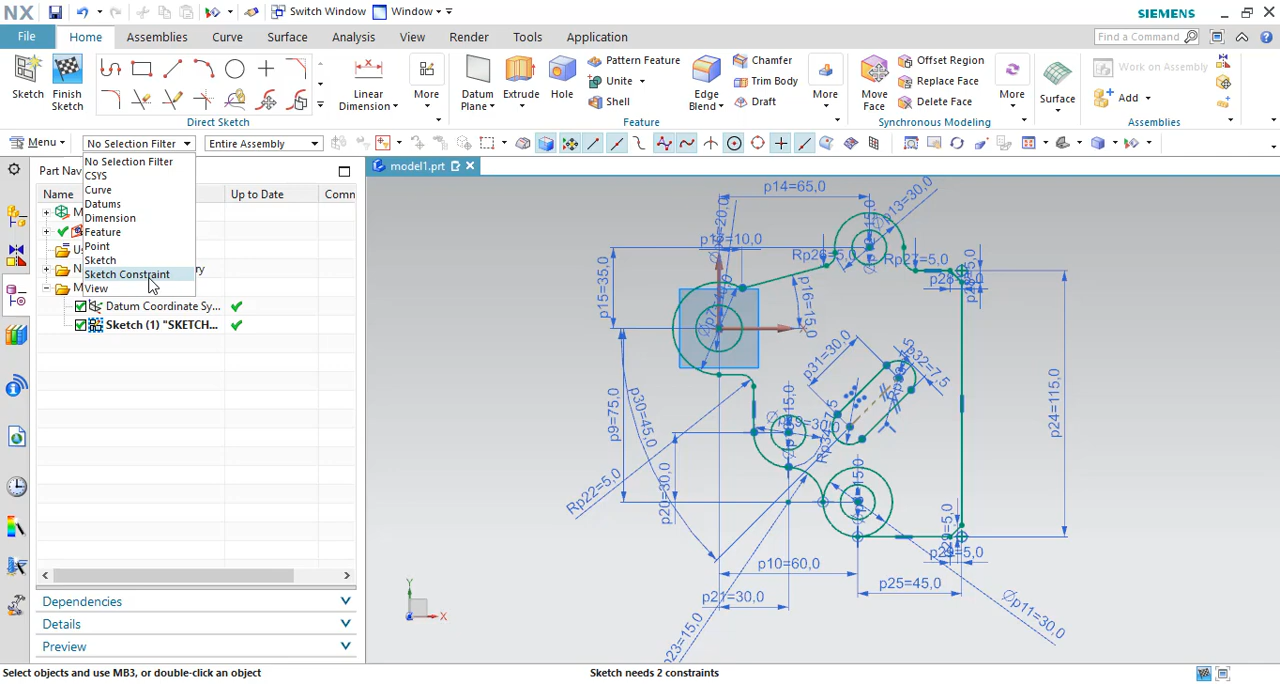 NX
Switch Window
Window
SIEMENS
File
Home
Assemblies
Curve
Surface
Analysis
View
Render
Tools
Application
Find a Command
Sketch
Finish Sketch
Direct Sketch
Linear Dimension
More
Datum Plane
Extrude
Hole
Pattern Feature
Unite
Shell
Edge Blend
Chamfer
Trim Body
Draft
More
Feature
Move Face
Offset Region
Replace Face
Delete Face
More
Synchronous Modeling
Surface
Work on Assembly
Add
Assemblies
Menu
No Selection Filter
Entire Assembly
No Selection Filter
CSYS
Curve
Datums
Dimension
Feature
Point
Sketch
Sketch Constraint
View
Part Nav
Name
Up to Date
Comn
Datum Coordinate Sy...
Sketch (1) "SKETCH...
Dependencies
Details
Preview
model1.prt
p14=65,0
p13=30,0
p16=10,0
Rp26=5,0
Rp27=5,0
p15=35,0
p16=15,0
p31=30,0
p32=7,5
p24=115,0
p9=75,0
p30=45,0
p20=30,0
Rp22=5,0
p10=60,0
p21=30,0
p23=15,0
p25=45,0
Øp11=30,0
Y
X
Select objects and use MB3, or double-click an object
Sketch needs 2 constraints